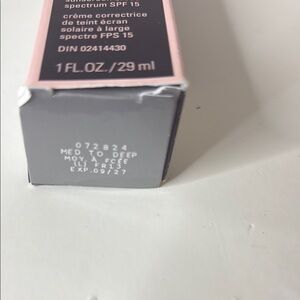 spectrum SPF 15
crème correctrice
de teint écran
solaire à large
spectre FPS 15
DIN 02414430
1 FL.OZ./29 ml
072824
MED TO DEEP
MOY. À FCÉE
(L) FR13
EXP.09/27